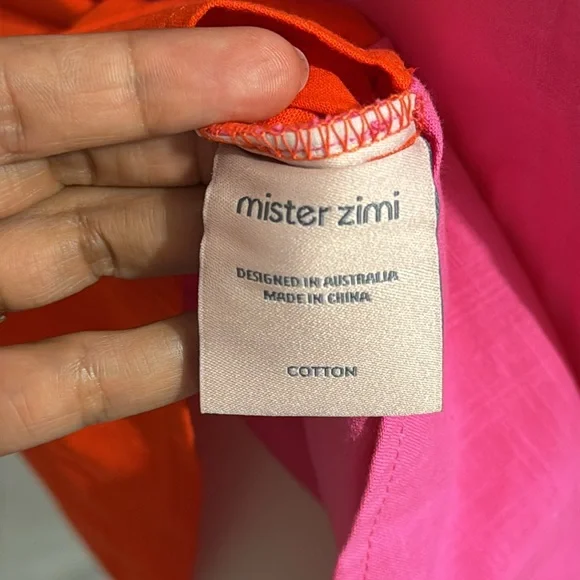 mister zimi
DESIGNED IN AUSTRALIA
MADE IN CHINA
COTTON